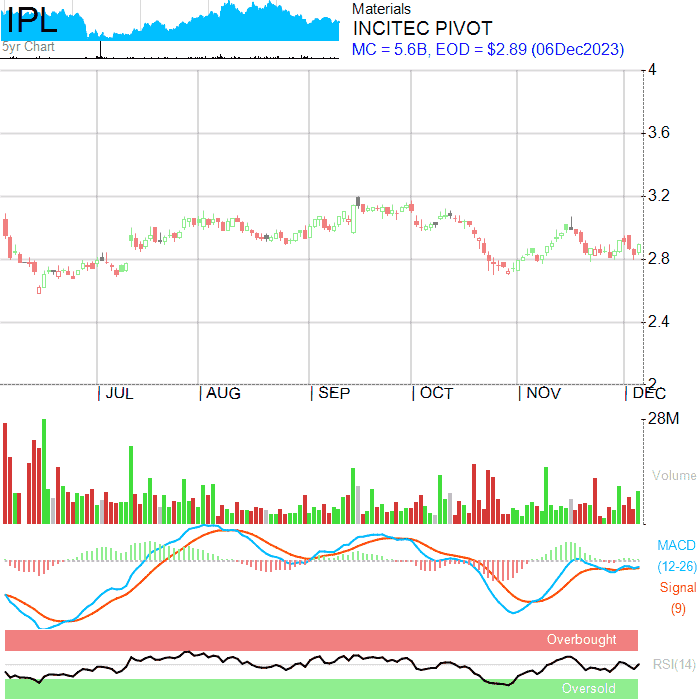 IPL
5yr Chart
Materials
INCITEC PIVOT
MC = 5.6B, EOD = $2.89 (06Dec2023)
4
3.6
3.2
2.8
2.4
2
JUL AUG SEP OCT NOV DEC
28M
Volume
MACD
(12-26)
Signal
(9)
Overbought
RSI(14)
Oversold